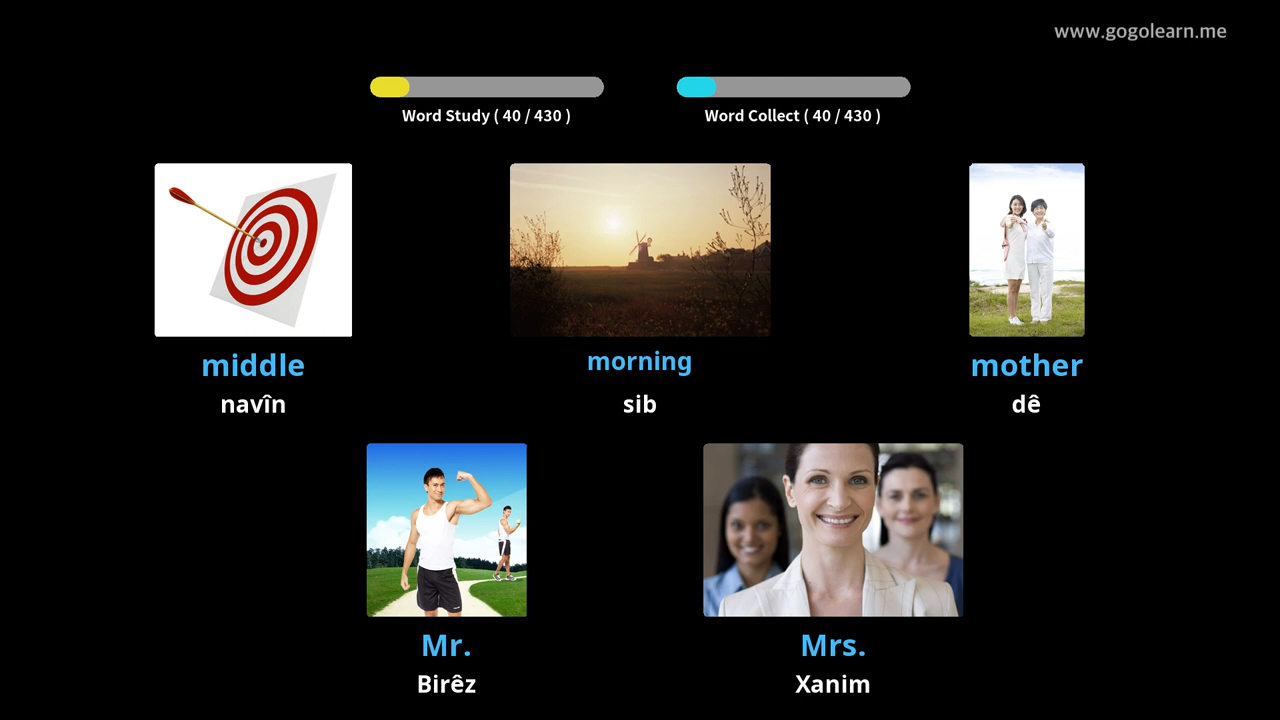 www.gogolearn.me
Word Study ( 40 / 430 )
Word Collect ( 40 / 430 )
middle
navîn
morning
sib
mother
dê
Mr.
Birêz
Mrs.
Xanim